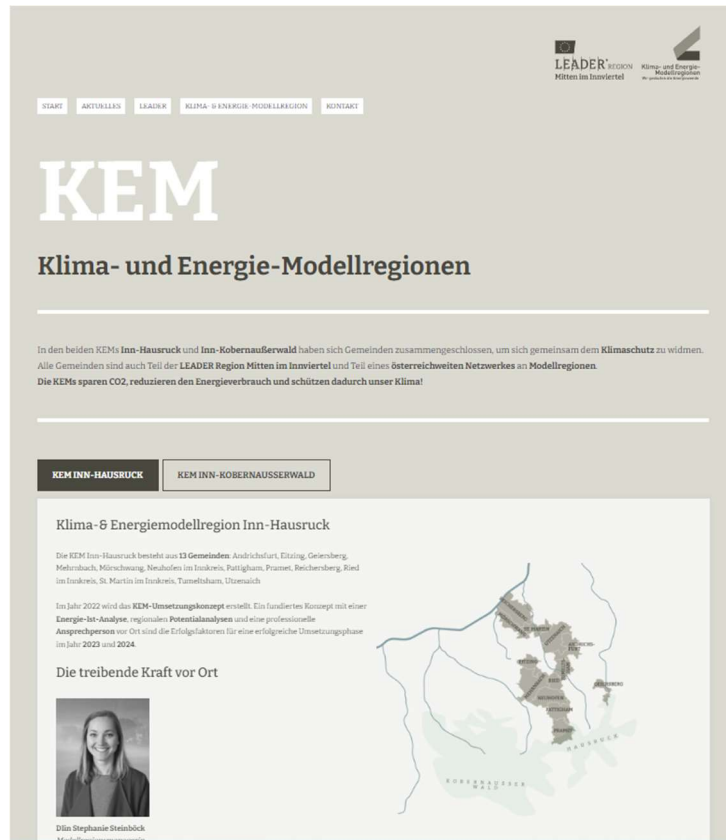 LEADER REGION
Mitten im Innviertel
Klima- und Energie-
Modellregionen
START AKTUELLES LEADER KLIMA- & ENERGIE-MODELLREGION KONTAKT
KEM
Klima- und Energie-Modellregionen
In den beiden KEMs Inn-Hausruck und Inn-Kobernaußerwald haben sich Gemeinden zusammengeschlossen, um sich gemeinsam dem Klimaschutz zu widmen.
Alle Gemeinden sind auch Teil der LEADER Region Mitten im Innviertel und Teil eines österreichweiten Netzwerkes an Modellregionen.
Die KEMs sparen CO2, reduzieren den Energieverbrauch und schützen dadurch unser Klima!
KEM INN-HAUSRUCK KEM INN-KOBERNAUSSERWALD
Klima-& Energiemodellregion Inn-Hausruck
Die KEM Inn-Hausruck besteht aus 13 Gemeinden: Andrichsfurt, Eitzing, Geiersberg,
Mehrnbach, Mörschwang, Neuhofen im Innkreis, Pattigham, Pramet, Reichersberg, Ried
im Innkreis, St. Martin im Innkreis, Tumeltsham, Utzenaich
Im Jahr 2022 wird das KEM-Umsetzungskonzept erstellt. Ein fundiertes Konzept mit einer
Energie-Ist-Analyse, regionalen Potentialanalysen und eine professionelle
Ansprechperson vor Ort sind die Erfolgsfaktoren für eine erfolgreiche Umsetzungsphase
im Jahr 2023 und 2024.
Die treibende Kraft vor Ort
EITZING
RIED
NEUHOFEN
PATTIGHAM
PRAMET
GEIERSBERG
HAUSRUCK
KOBERNAUSSER
WALD
DIin Stephanie Steinböck